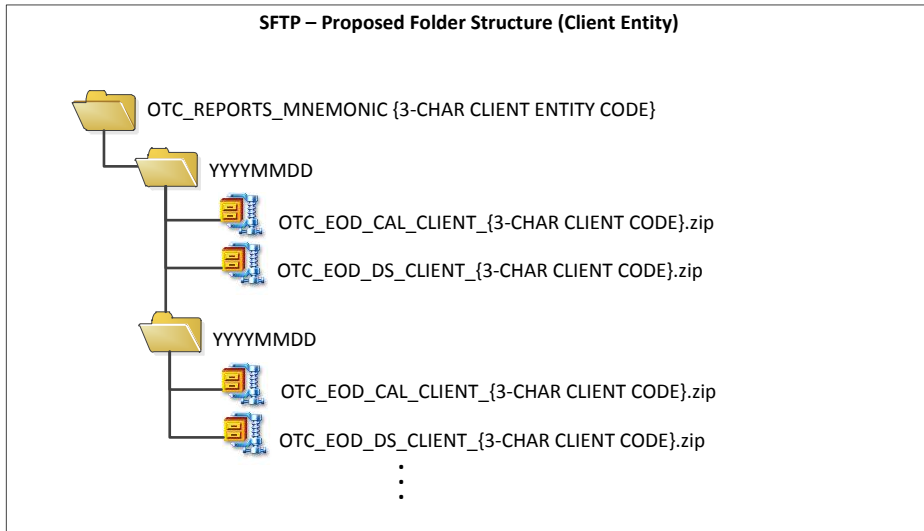 SFTP – Proposed Folder Structure (Client Entity)
OTC_REPORTS_MNEMONIC {3-CHAR CLIENT ENTITY CODE}
YYYYMMDD
OTC_EOD_CAL_CLIENT_{3-CHAR CLIENT CODE}.zip
OTC_EOD_DS_CLIENT_{3-CHAR CLIENT CODE}.zip
YYYYMMDD
OTC_EOD_CAL_CLIENT_{3-CHAR CLIENT CODE}.zip
OTC_EOD_DS_CLIENT_{3-CHAR CLIENT CODE}.zip